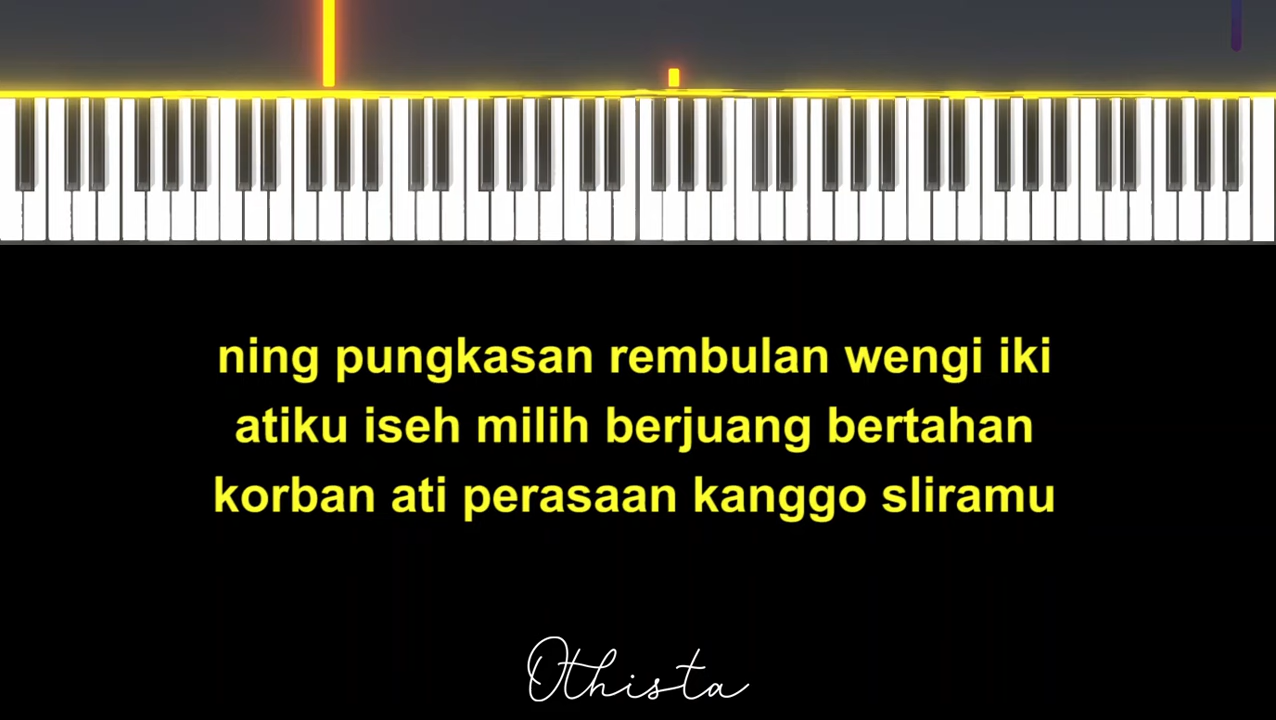 ning pungkasan rembulan wengi iki
atiku iseh milih berjuang bertahan
korban ati perasaan kanggo sliramu
Othista